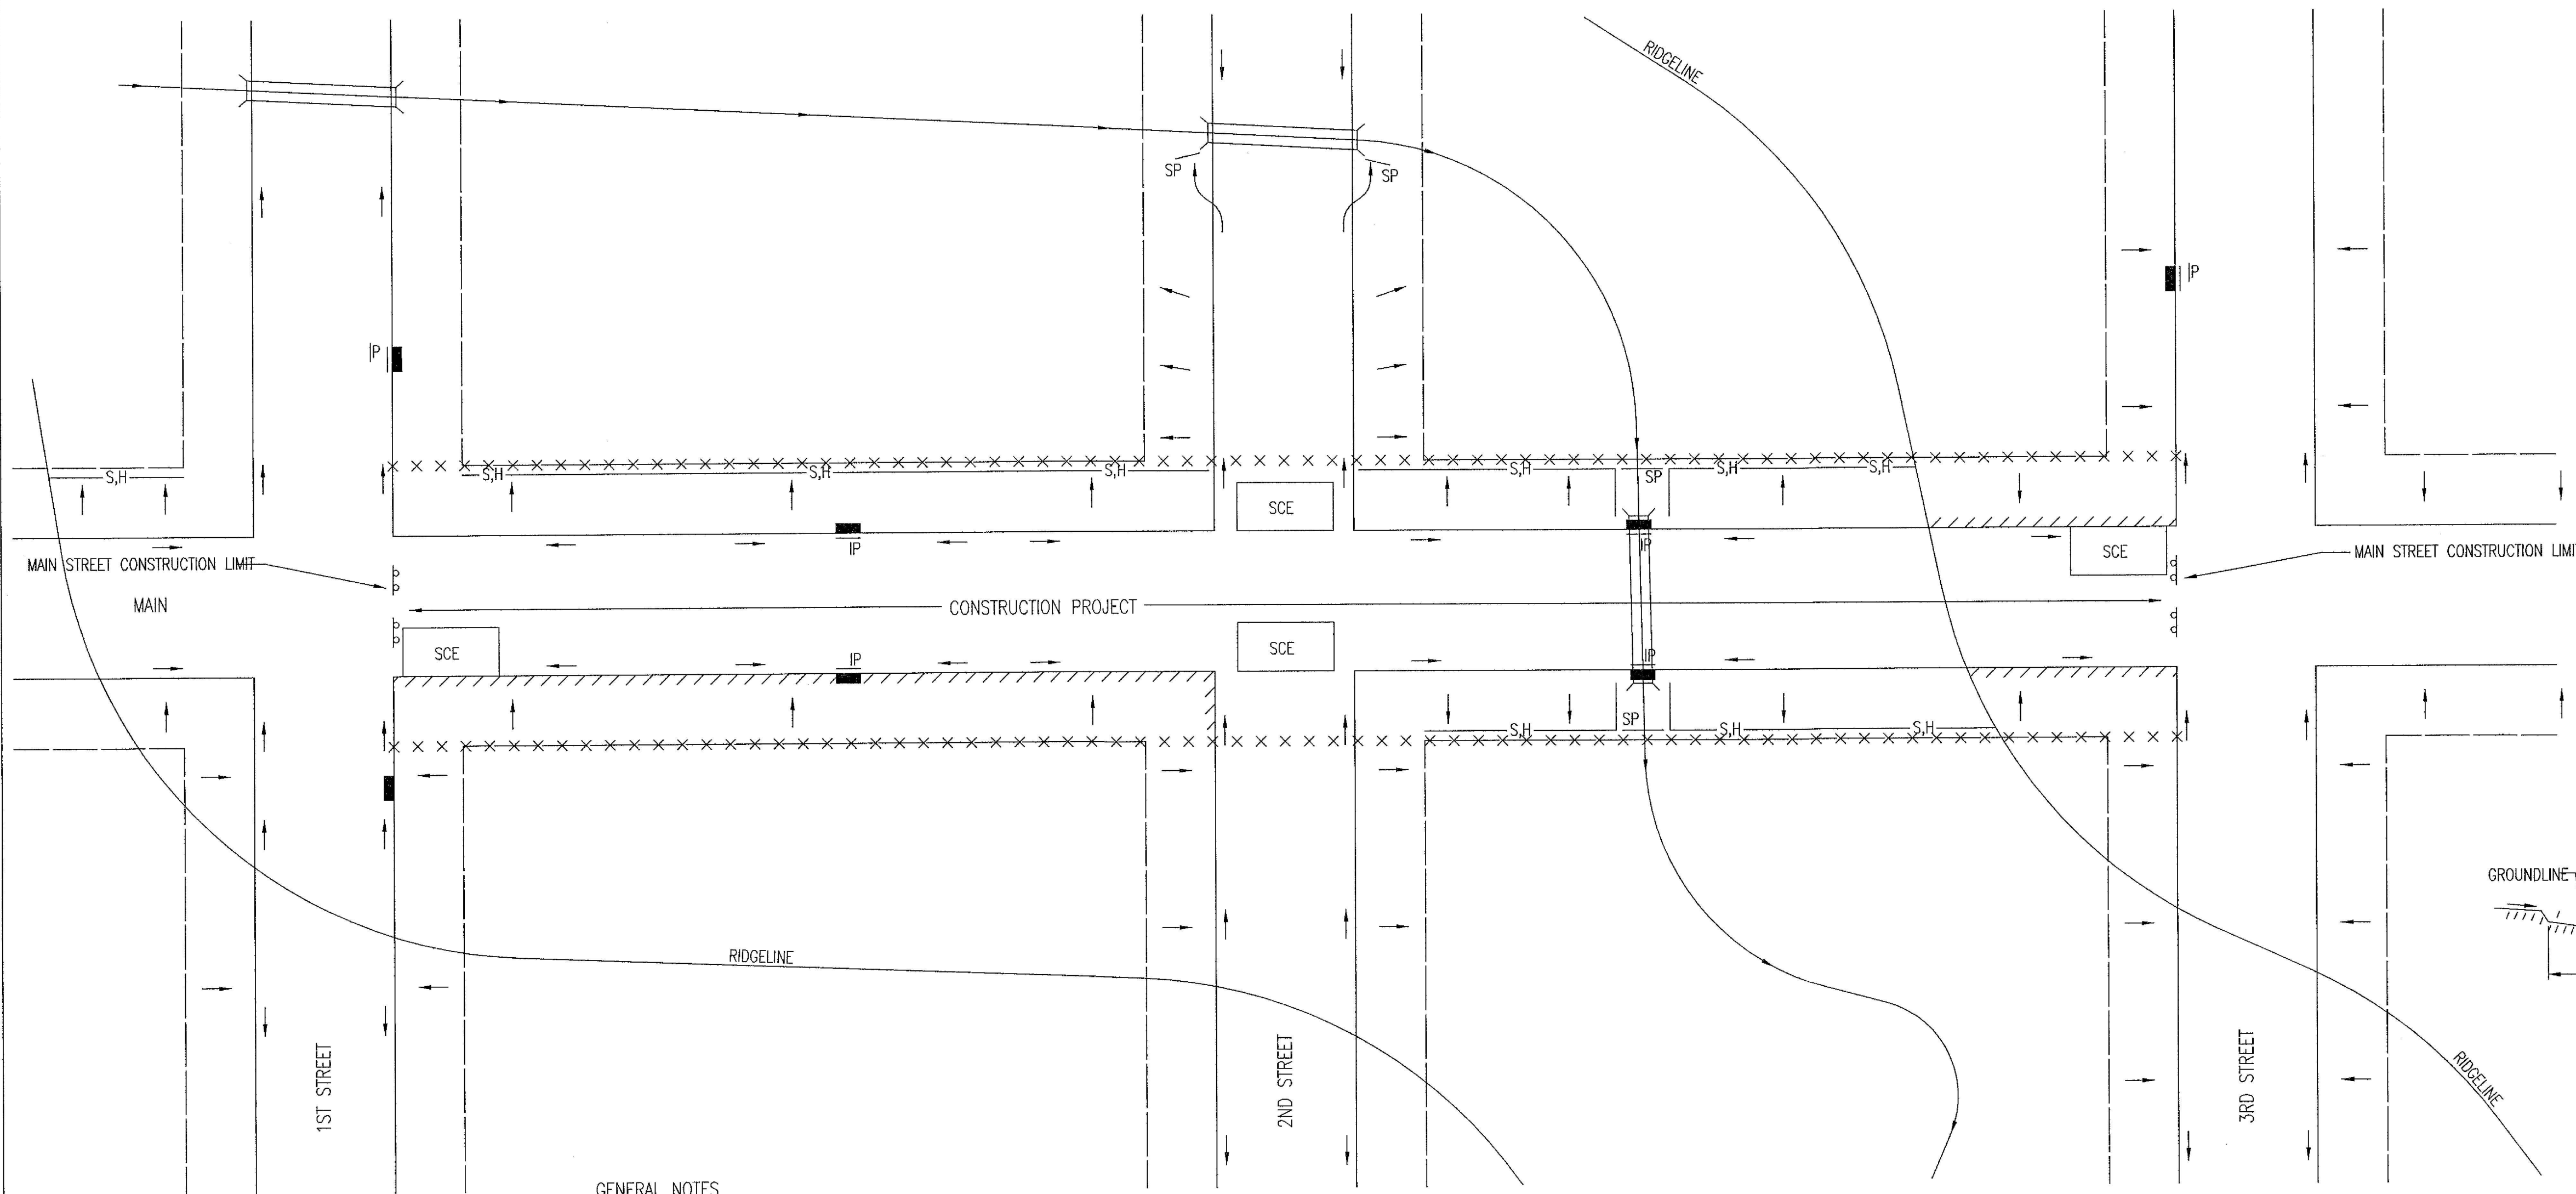 RIDGELINE
SP
SP
IP
IP
S,H
S,H
S,H
S,H
S,H
SP
S,H
S,H
SCE
IP
IP
SCE
MAIN STREET CONSTRUCTION LIMIT
MAIN STREET CONSTRUCTION LIMI
MAIN
CONSTRUCTION PROJECT
SCE
SCE
IP
IP
SP
S,H
S,H
S,H
GROUNDLINE
RIDGELINE
1ST STREET
2ND STREET
3RD STREET
RIDGELINE
GENERAL NOTES